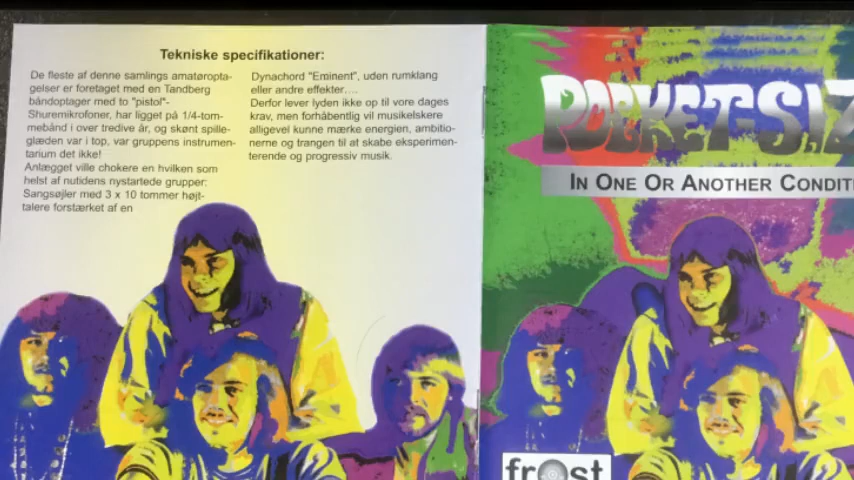 Tekniske specifikationer:
De fleste af denne samlings amatøropta-
gelser er foretaget med en Tandberg
båndoptager med to "pistol"-
Shuremikrofoner, har ligget på 1/4-tom-
mebånd i over tredive år, og skønt spille-
glæden var i top, var gruppens instrumen-
tarium det ikke!
Anlægget ville chokere en hvilken som
helst af nutidens nystartede grupper:
Sangsøjler med 3 x 10 tommer højt-
talere forstærket af en
Dynachord "Eminent", uden rumklang
eller andre effekter....
Derfor lever lyden ikke op til vore dages
krav, men forhåbentlig vil musikelskere
alligevel kunne mærke energien, ambitio-
nerne og trangen til at skabe eksperimen-
terende og progressiv musik.
POCKET-SIZ
IN ONE OR ANOTHER CONDITI
frost